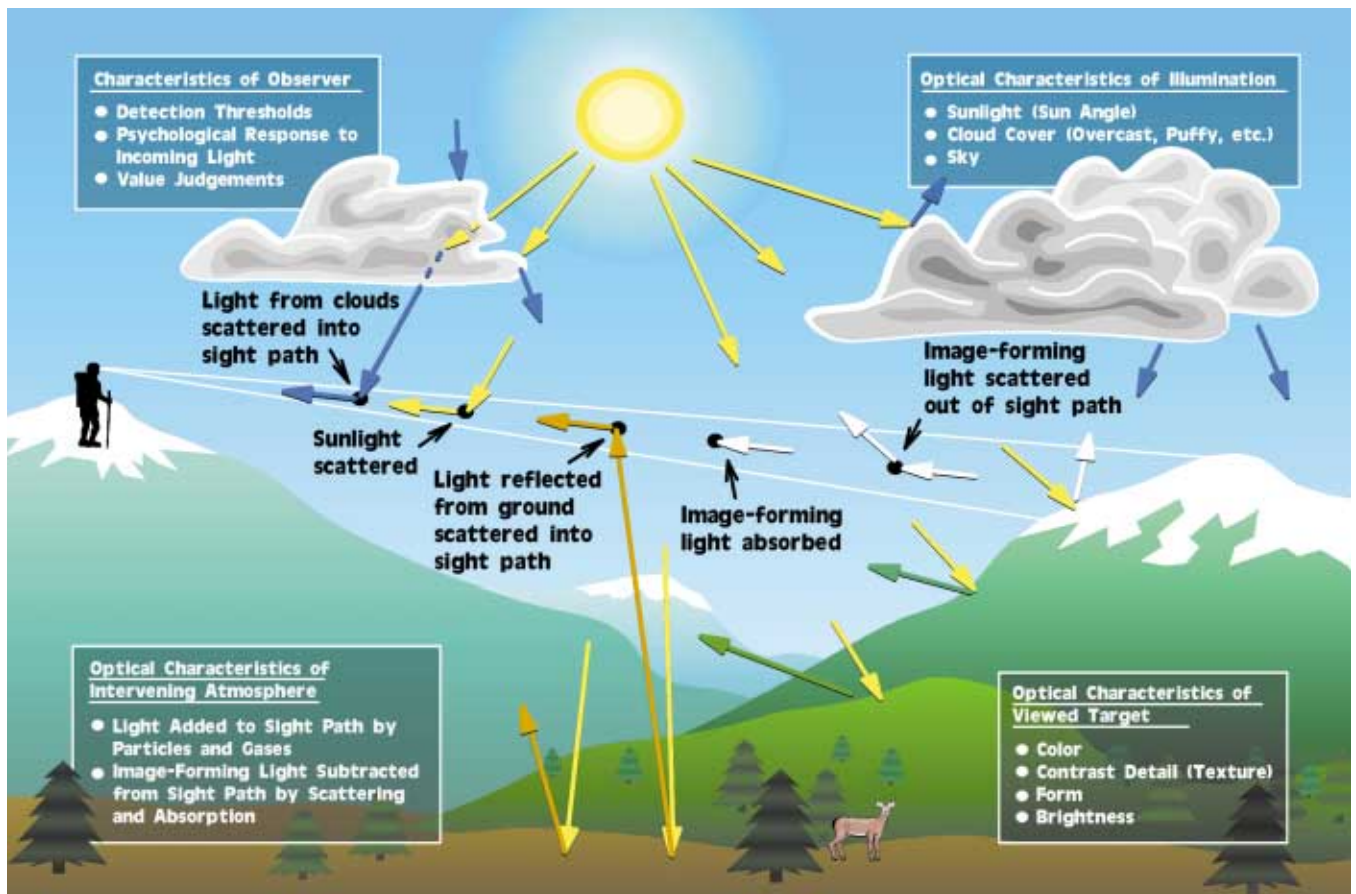 Characteristics of Observer
● Detection Thresholds
● Psychological Response to
Incoming Light
● Value Judgements
Optical Characteristics of Illumination
● Sunlight (Sun Angle)
● Cloud Cover (Overcast, Puffy, etc.)
● Sky
Light from clouds
scattered into
sight path
Sunlight
scattered
Light reflected
from ground
scattered into
sight path
Image-forming
light absorbed
Image-forming
light scattered
out of sight path
Optical Characteristics of
Intervening Atmosphere
● Light Added to Sight Path by
Particles and Gases
● Image-Forming Light Subtracted
from Sight Path by Scattering
and Absorption
Optical Characteristics of
Viewed Target
● Color
● Contrast Detail (Texture)
● Form
● Brightness